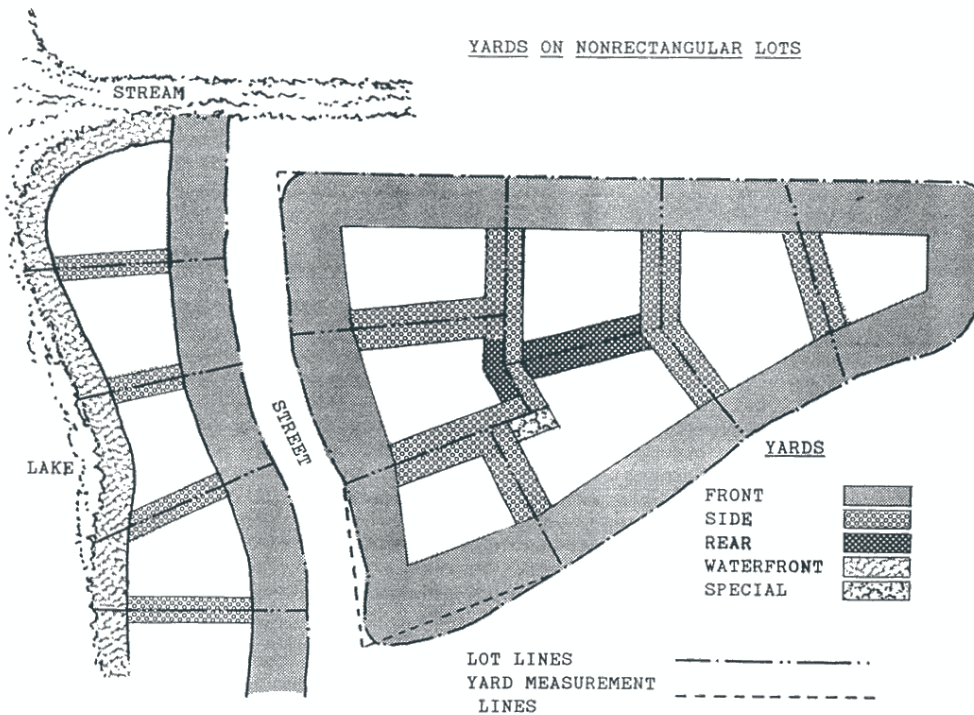 YARDS ON NONRECTANGULAR LOTS
STREAM
STREET
LAKE
YARDS
FRONT
SIDE
REAR
WATERFRONT
SPECIAL
LOT LINES
YARD MEASUREMENT
LINES